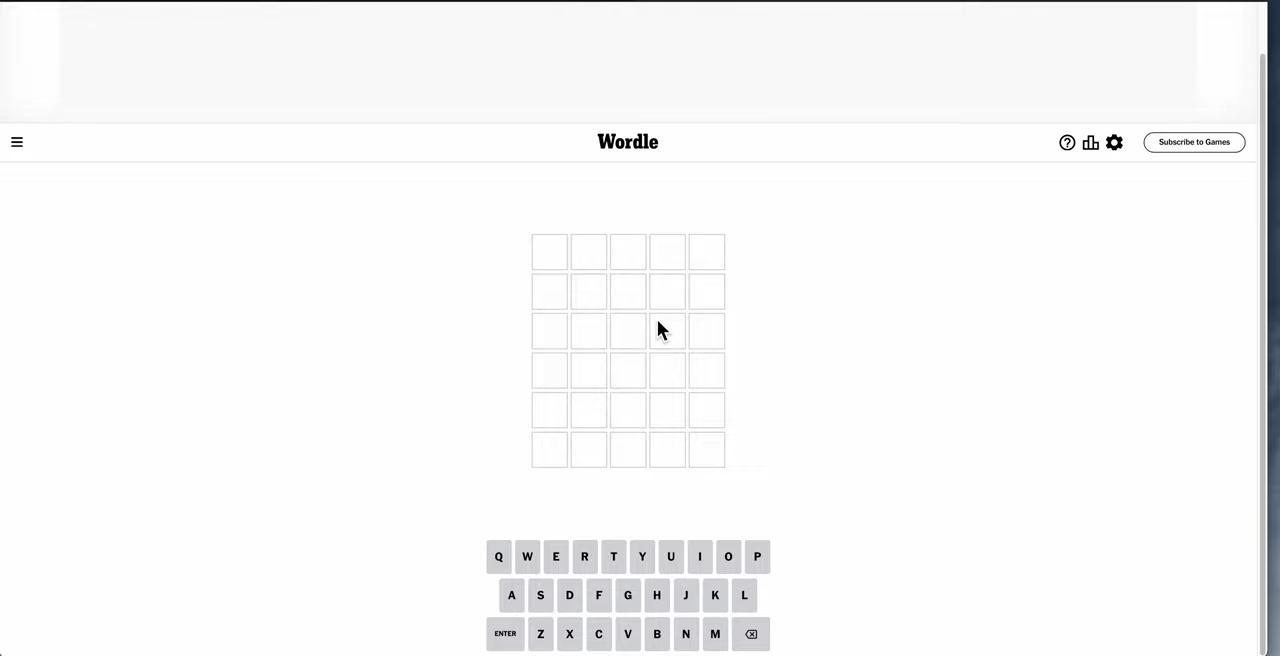 Wordle
Subscribe to Games
Q W E R T Y U I O P
A S D F G H J K L
ENTER Z X C V B N M